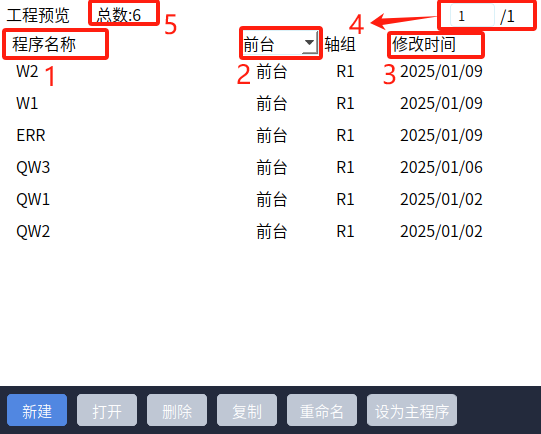 工程预览 总数:6 5 4 1 /1
程序名称 前台 轴组 修改时间
1 2 3
W2 前台 R1 2025/01/09
W1 前台 R1 2025/01/09
ERR 前台 R1 2025/01/09
QW3 前台 R1 2025/01/06
QW1 前台 R1 2025/01/02
QW2 前台 R1 2025/01/02
新建 打开 删除 复制 重命名 设为主程序